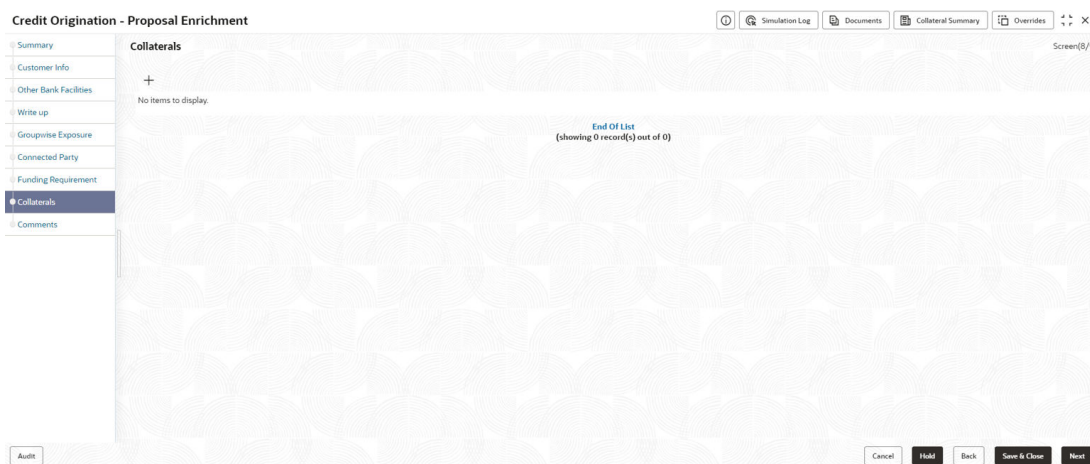 Credit Origination - Proposal Enrichment
Simulation Log
Documents
Collateral Summary
Overrides
Summary
Customer Info
Other Bank Facilities
Write up
Groupwise Exposure
Connected Party
Funding Requirement
Collaterals
Comments
Collaterals
Screen(8/
No items to display.
End Of List
(showing 0 record(s) out of 0)
Audit
Cancel
Hold
Back
Save & Close
Next